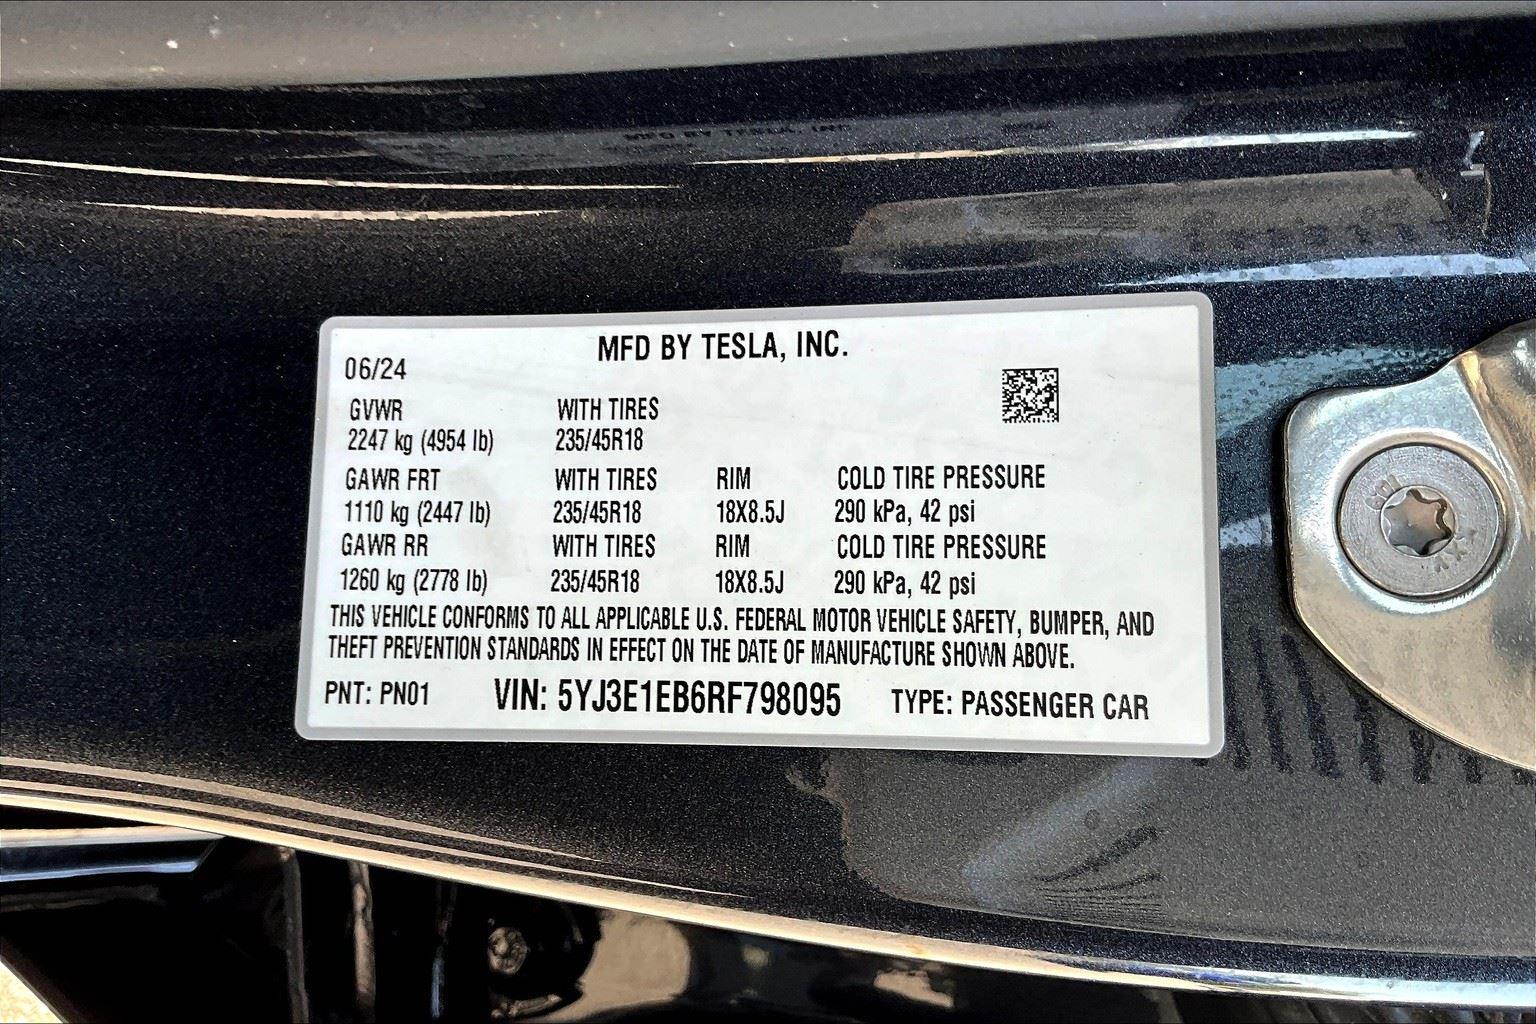 MFD BY TESLA, INC.
06/24
GVWR WITH TIRES
2247 kg (4954 lb) 235/45R18
GAWR FRT WITH TIRES RIM COLD TIRE PRESSURE
1110 kg (2447 lb) 235/45R18 18X8.5J 290 kPa, 42 psi
GAWR RR WITH TIRES RIM COLD TIRE PRESSURE
1260 kg (2778 lb) 235/45R18 18X8.5J 290 kPa, 42 psi
THIS VEHICLE CONFORMS TO ALL APPLICABLE U.S. FEDERAL MOTOR VEHICLE SAFETY, BUMPER, AND
THEFT PREVENTION STANDARDS IN EFFECT ON THE DATE OF MANUFACTURE SHOWN ABOVE.
PNT: PN01 VIN: 5YJ3E1EB6RF798095 TYPE: PASSENGER CAR